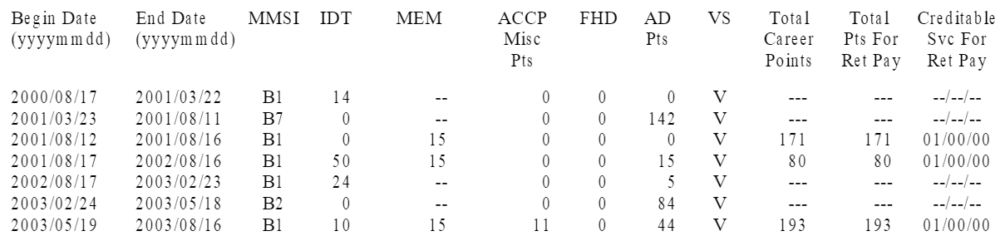 Begin Date End Date MMSI IDT MEM ACCP FHD AD VS Total Total Creditable
(yyyymmdd) (yyyymmdd) Misc Pts Career Pts For Svc For
Pts Points Ret Pay Ret Pay
2000/08/17 2001/03/22 B1 14 -- 0 0 0 V --- --- --/--/--
2001/03/23 2001/08/11 B7 0 -- 0 0 142 V --- --- --/--/--
2001/08/12 2001/08/16 B1 0 15 0 0 0 V 171 171 01/00/00
2001/08/17 2002/08/16 B1 50 15 0 0 15 V 80 80 01/00/00
2002/08/17 2003/02/23 B1 24 -- 0 0 5 V --- --- --/--/--
2003/02/24 2003/05/18 B2 0 -- 0 0 84 V --- --- --/--/--
2003/05/19 2003/08/16 B1 10 15 11 0 44 V 193 193 01/00/00